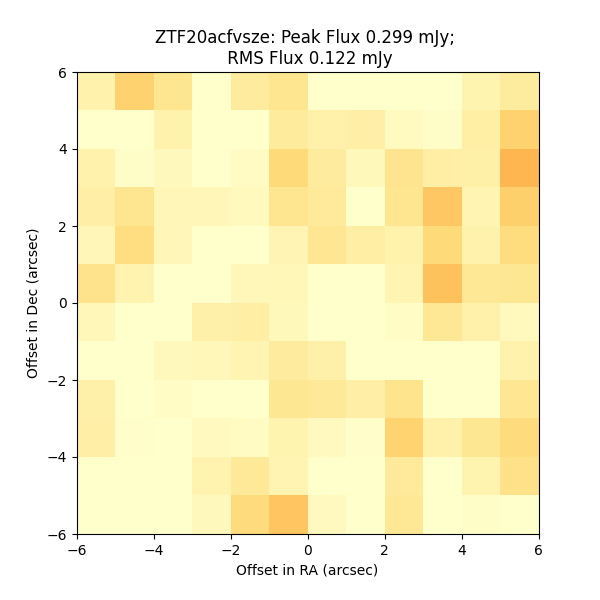 ZTF20acfvsze: Peak Flux 0.299 mJy;
RMS Flux 0.122 mJy
6
4
2
0
−2
−4
−6
Offset in Dec (arcsec)
−6 −4 −2 0 2 4 6
Offset in RA (arcsec)